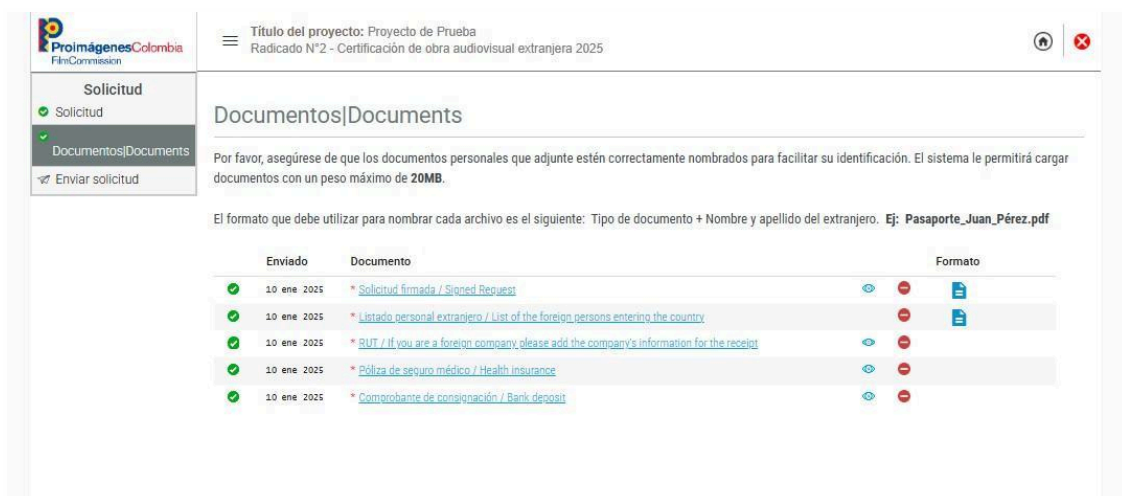 ProimágenesColombia
FilmCommission
Título del proyecto: Proyecto de Prueba
Radicado N°2 - Certificación de obra audiovisual extranjera 2025
Solicitud
Solicitud
Documentos|Documents
Enviar solicitud
Documentos|Documents
Por favor, asegúrese de que los documentos personales que adjunte estén correctamente nombrados para facilitar su identificación. El sistema le permitirá cargar
documentos con un peso máximo de 20MB.
El formato que debe utilizar para nombrar cada archivo es el siguiente: Tipo de documento + Nombre y apellido del extranjero. Ej: Pasaporte_Juan_Pérez.pdf
Enviado Documento Formato
10 ene 2025 * Solicitud firmada / Signed Request
10 ene 2025 * Listado personal extranjero / List of the foreign persons entering the country
10 ene 2025 * RUT / If you are a foreign company please add the company's information for the receipt
10 ene 2025 * Póliza de seguro médico / Health insurance
10 ene 2025 * Comprobante de consignación / Bank deposit